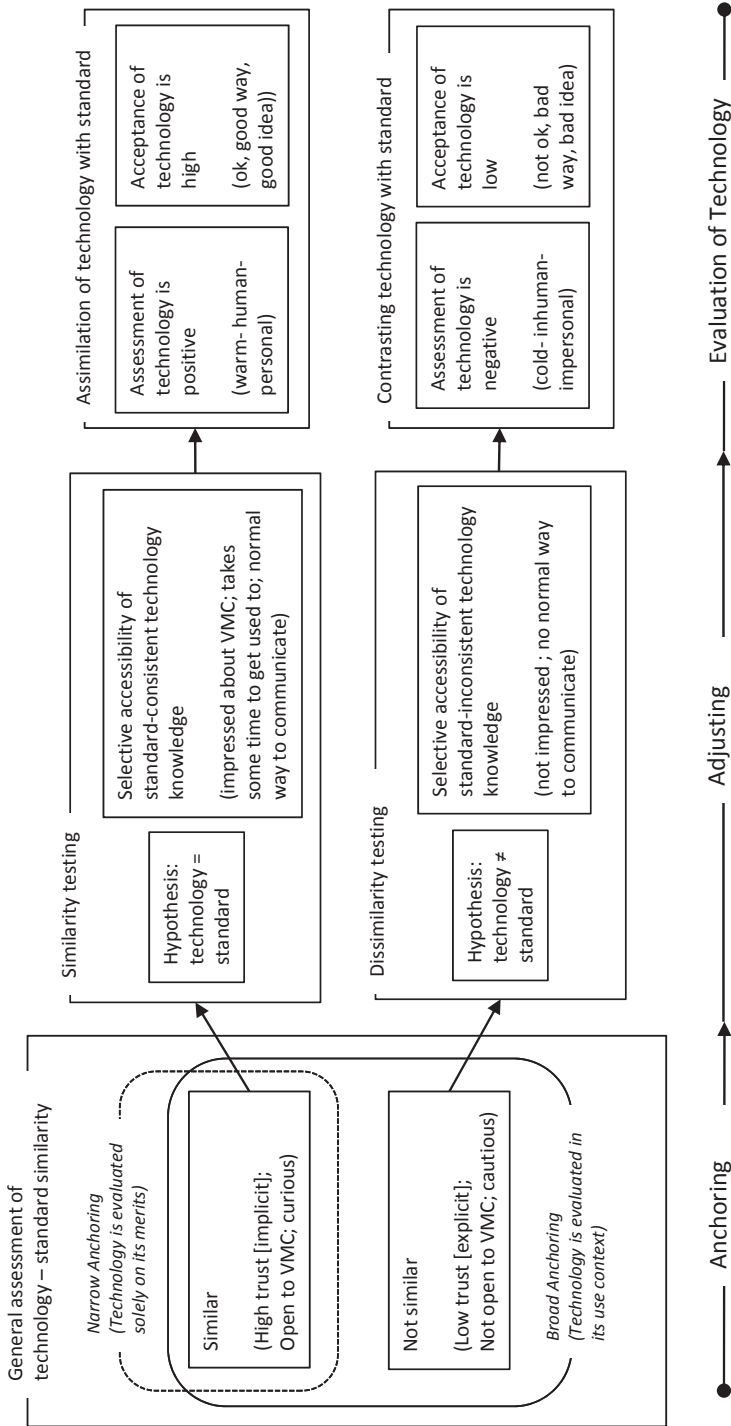 General assessment of
technology – standard similarity
Narrow Anchoring
(Technology is evaluated
solely on its merits)
Similar
(High trust [implicit];
Open to VMC; curious)
Not similar
(Low trust [explicit];
Not open to VMC; cautious)
Broad Anchoring
(Technology is evaluated in
its use context)
Similarity testing
Hypothesis:
technology =
standard
Selective accessibility of
standard-consistent technology
knowledge
(impressed about VMC; takes
some time to get used to; normal
way to communicate)
Dissimilarity testing
Hypothesis:
technology ≠
standard
Selective accessibility of
standard-inconsistent technology
knowledge
(not impressed ; no normal way
to communicate)
Assimilation of technology with standard
Assessment of
technology is
positive
(warm- human-
personal)
Acceptance of
technology is
high
(ok, good way,
good idea))
Contrasting technology with standard
Assessment of
technology is
negative
(cold- inhuman-
impersonal)
Acceptance of
technology is
low
(not ok, bad
way, bad idea)
Anchoring
Adjusting
Evaluation of Technology